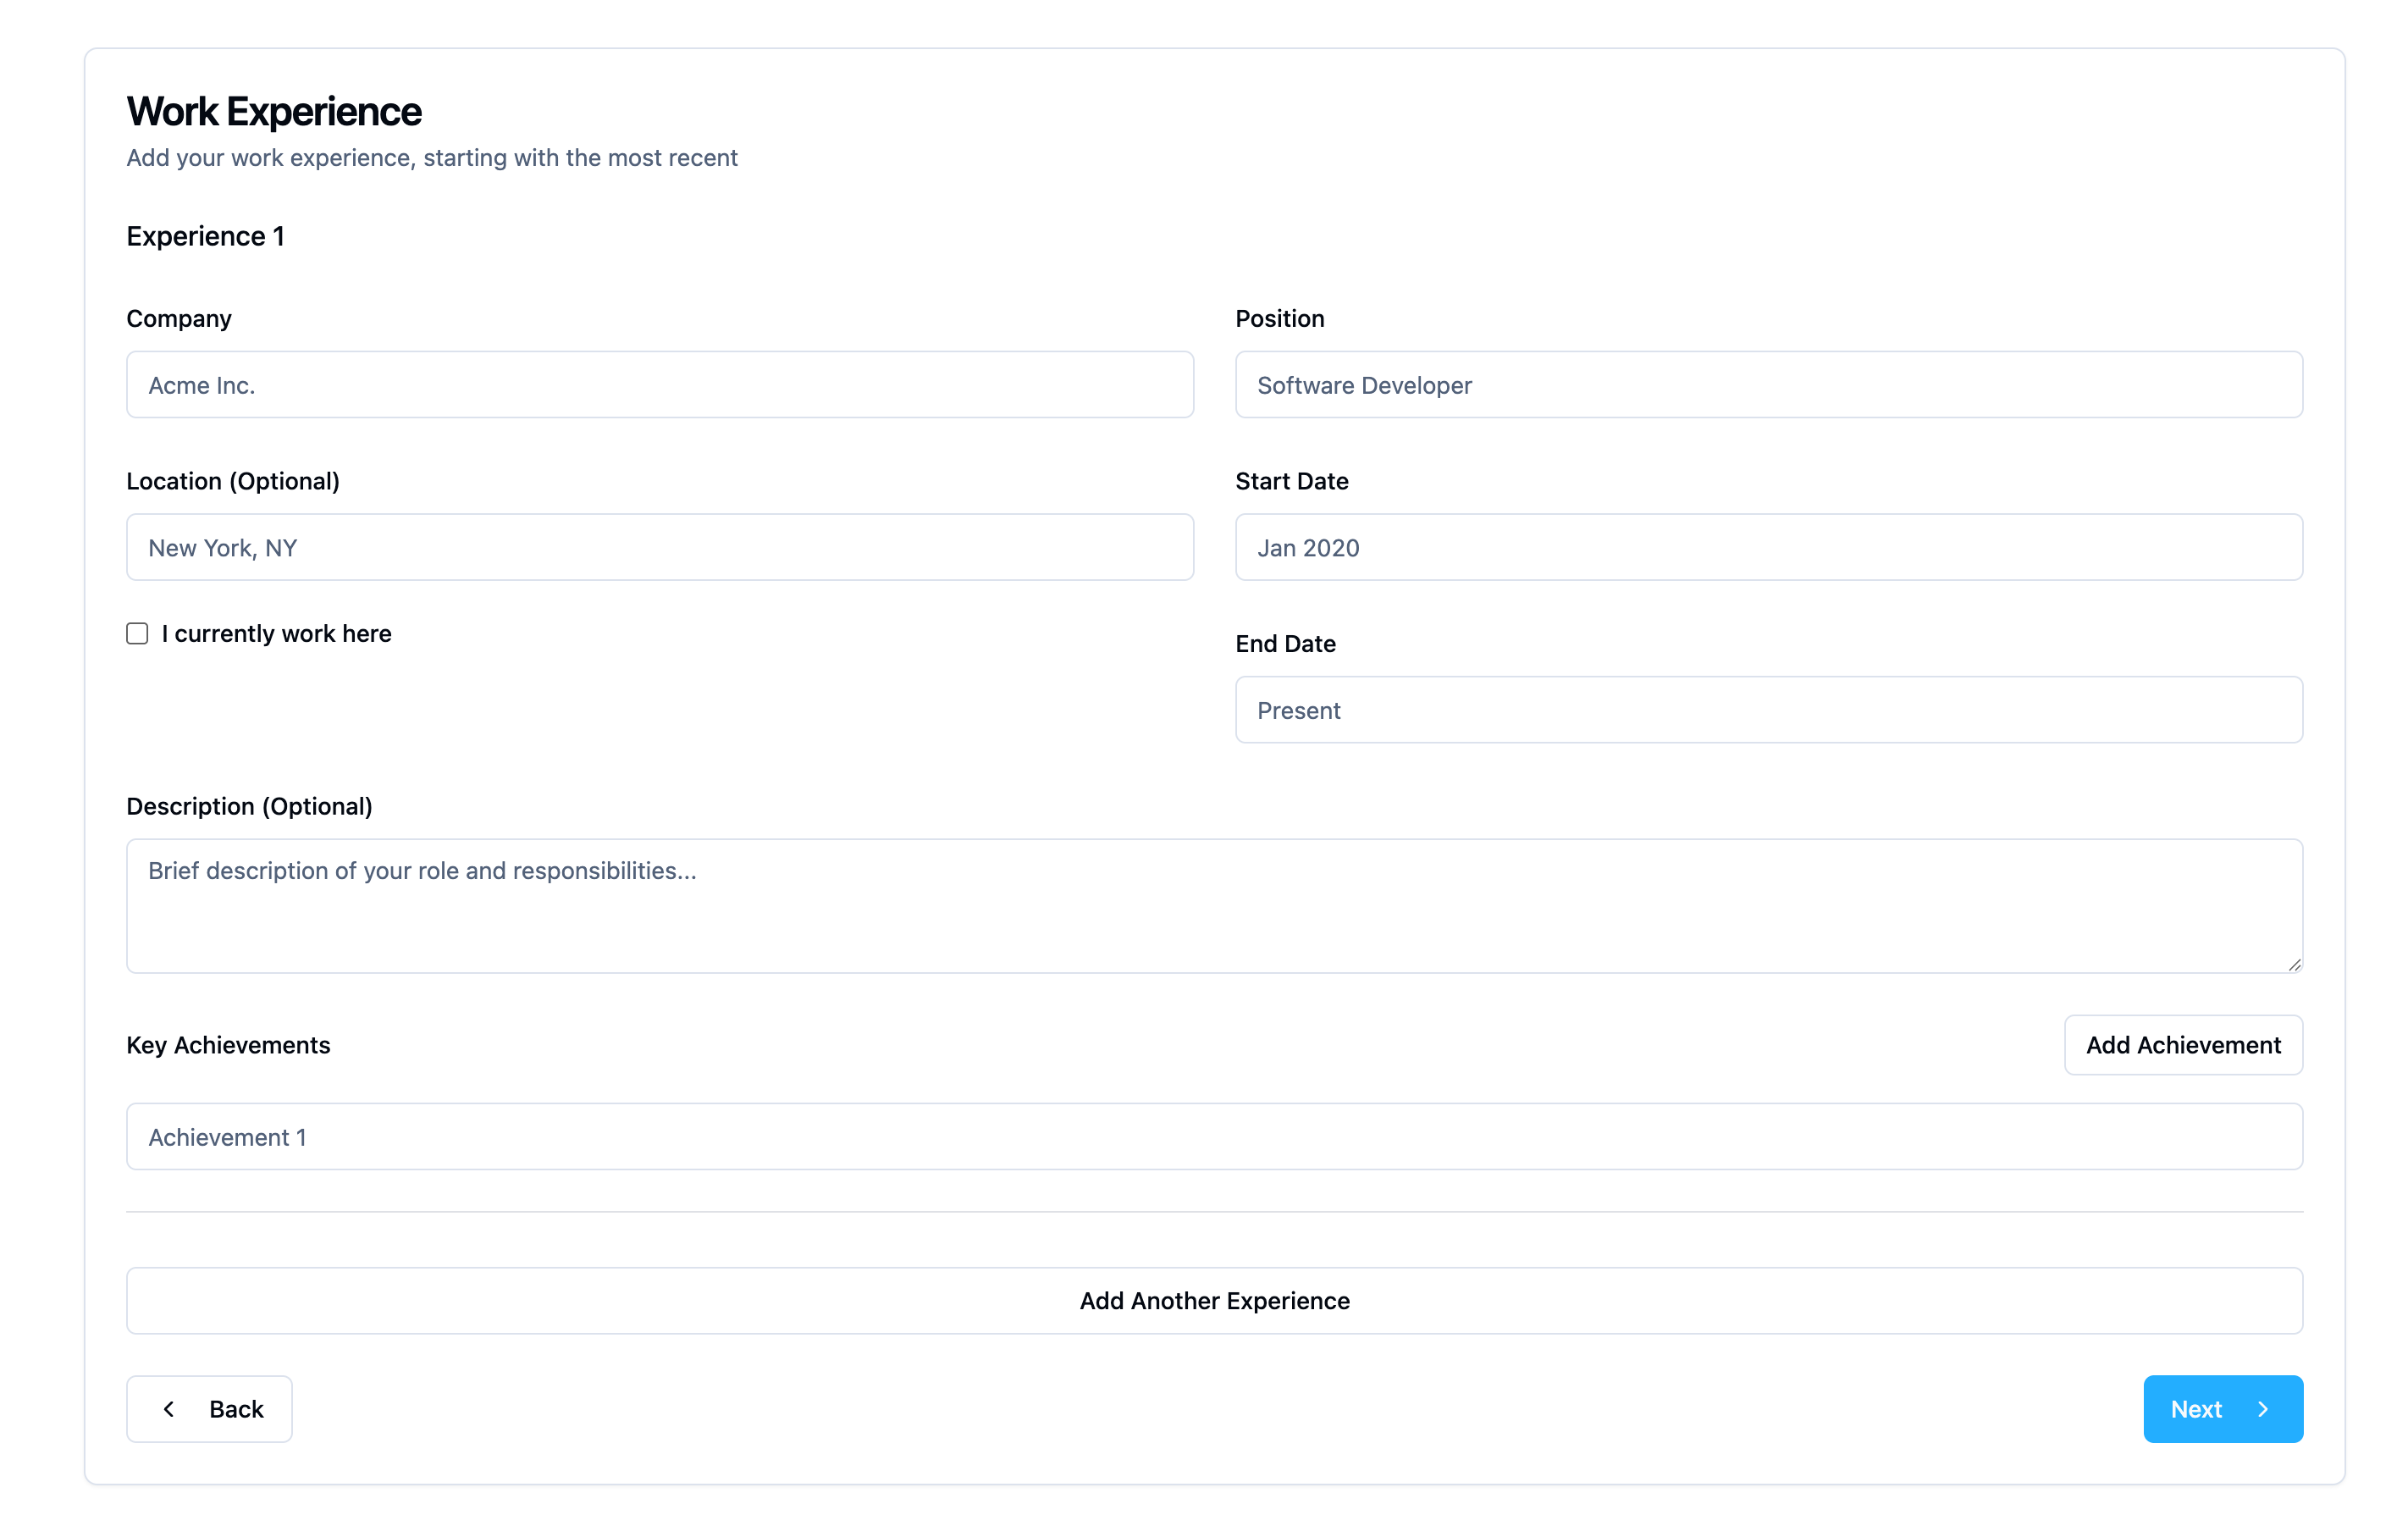 Work Experience
Add your work experience, starting with the most recent
Experience 1
Company
Position
Acme Inc.
Software Developer
Location (Optional)
Start Date
New York, NY
Jan 2020
I currently work here
End Date
Present
Description (Optional)
Brief description of your role and responsibilities...
Key Achievements
Add Achievement
Achievement 1
Add Another Experience
Back
Next